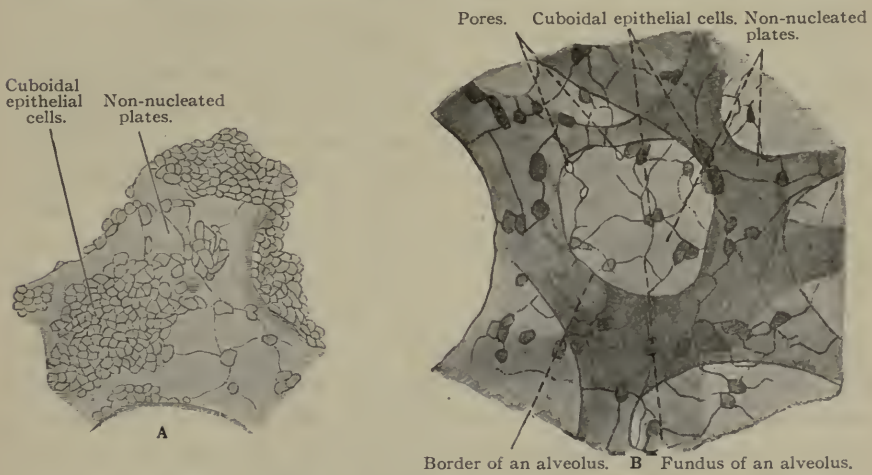 Pores. Cuboidal epithelial cells. Non-nucleated
plates.
Cuboidal
epithelial
cells.
Non-nucleated
plates.
A
Border of an alveolus. B Fundus of an alveolus.